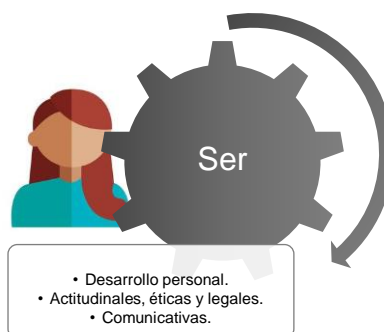 Ser
• Desarrollo personal.
• Actitudinales, éticas y legales.
• Comunicativas.